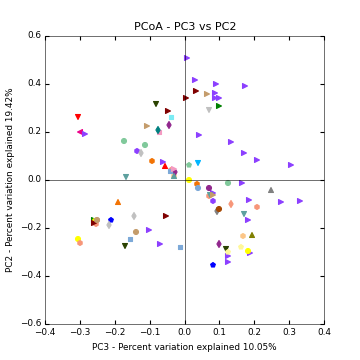 PCoA - PC3 vs PC2
0.6
0.4
0.2
0.0
−0.2
−0.4
−0.6
PC2 - Percent variation explained 19.42%
−0.4 −0.3 −0.2 −0.1 0.0 0.1 0.2 0.3 0.4
PC3 - Percent variation explained 10.05%